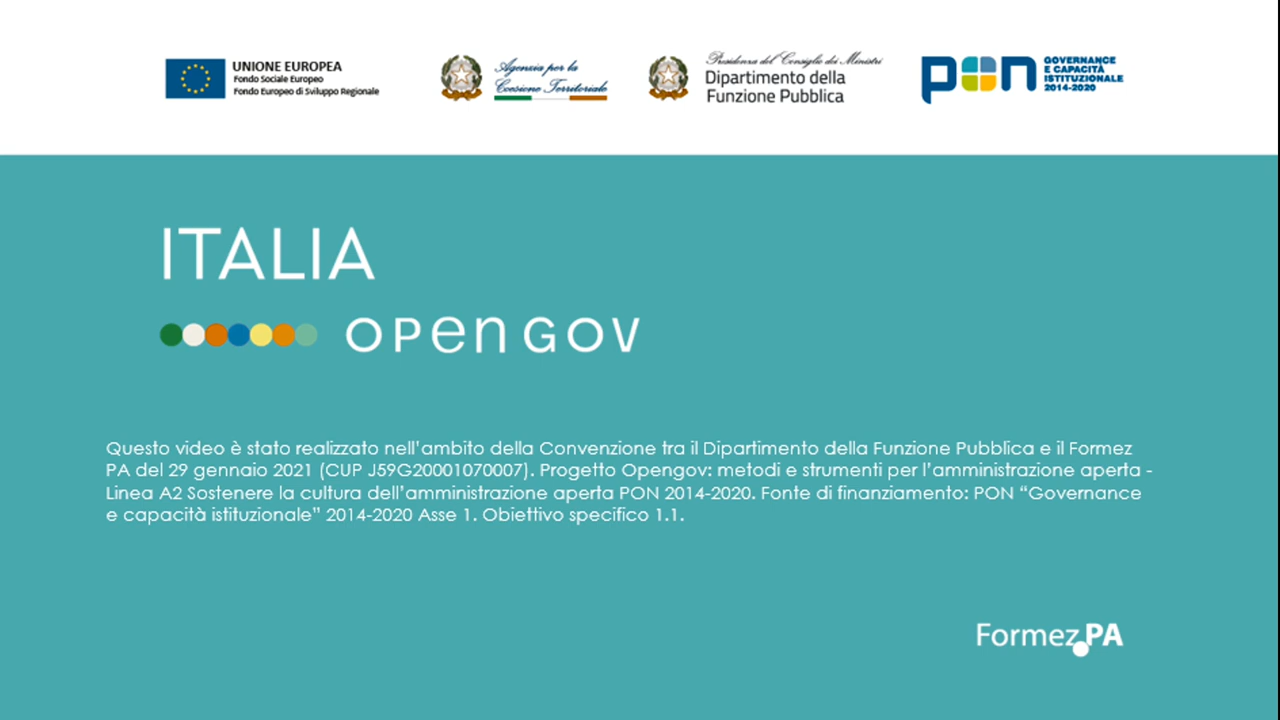 UNIONE EUROPEA
Fondo Sociale Europeo
Fondo Europeo di Sviluppo Regionale
Agenzia per la
Coesione Territoriale
Presidenza del Consiglio dei Ministri
Dipartimento della
Funzione Pubblica
pon
GOVERNANCE
E CAPACITÀ
ISTITUZIONALE
2014-2020
ITALIA
OPEN GOV
Questo video è stato realizzato nell'ambito della Convenzione tra il Dipartimento della Funzione Pubblica e il Formez
PA del 29 gennaio 2021 (CUP J59G20001070007). Progetto Opengov: metodi e strumenti per l'amministrazione aperta -
Linea A2 Sostenere la cultura dell'amministrazione aperta PON 2014-2020. Fonte di finanziamento: PON “Governance
e capacità istituzionale” 2014-2020 Asse 1. Obiettivo specifico 1.1.
Formez.PA